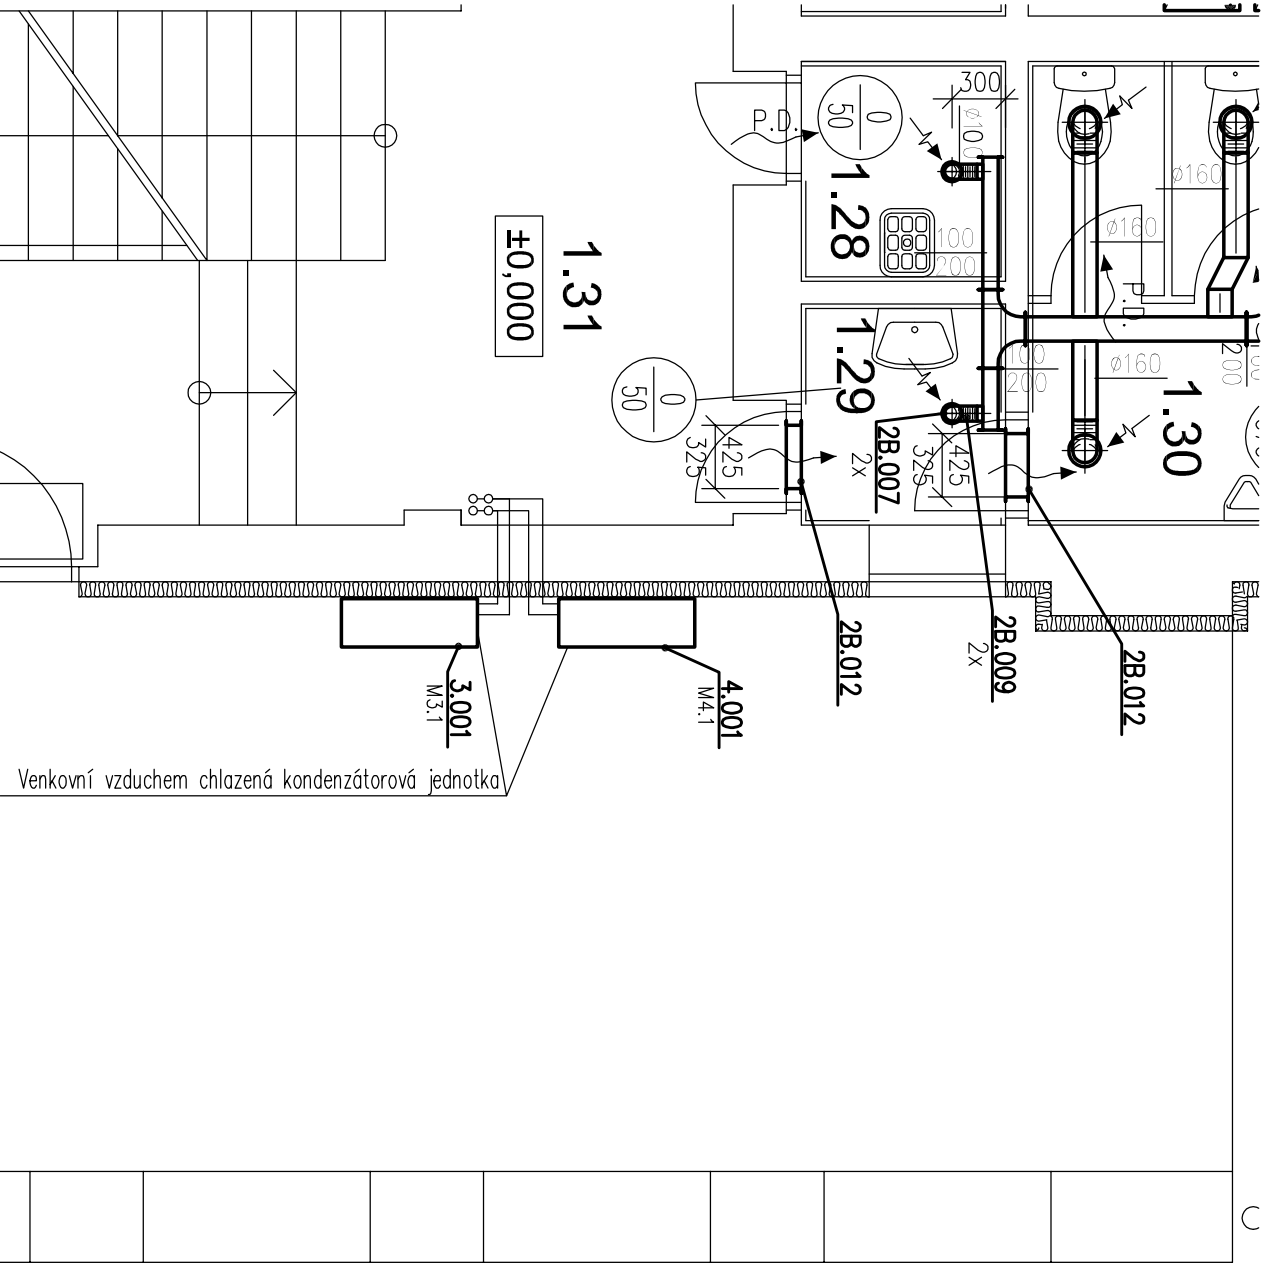 300
P.D.
0
50
ø100
1.28
ø160
ø160
100
200
±0,000
1.31
P.D.
1.29
100
200
ø160
200
0
50
1.30
2B.007
2x
425
325
425
325
2B.012
2B.009
2x
2B.012
3.001
M3.1
4.001
M4.1
Venkovní vzduchem chlazená kondenzátorová jednotka